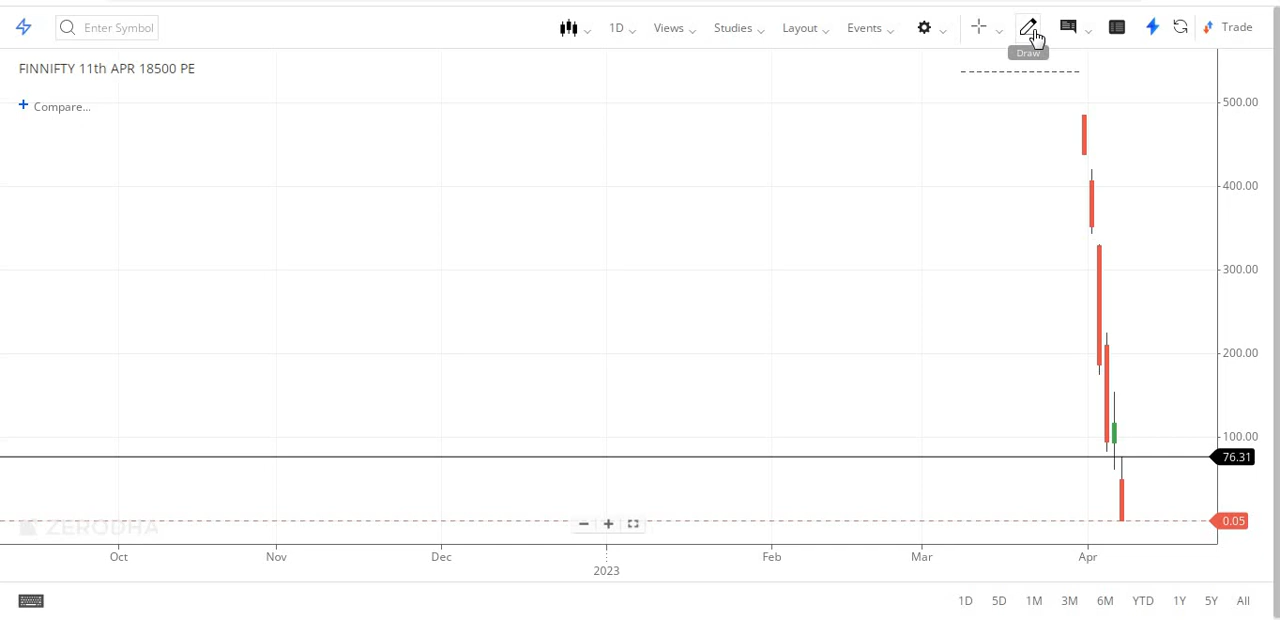 Enter Symbol 1D Views Studies Layout Events Trade
Draw
FINNIFTY 11th APR 18500 PE
Compare...
500.00
400.00
300.00
200.00
100.00
76.31
0.05
ZERODHA
Oct Nov Dec 2023 Feb Mar Apr
1D 5D 1M 3M 6M YTD 1Y 5Y All